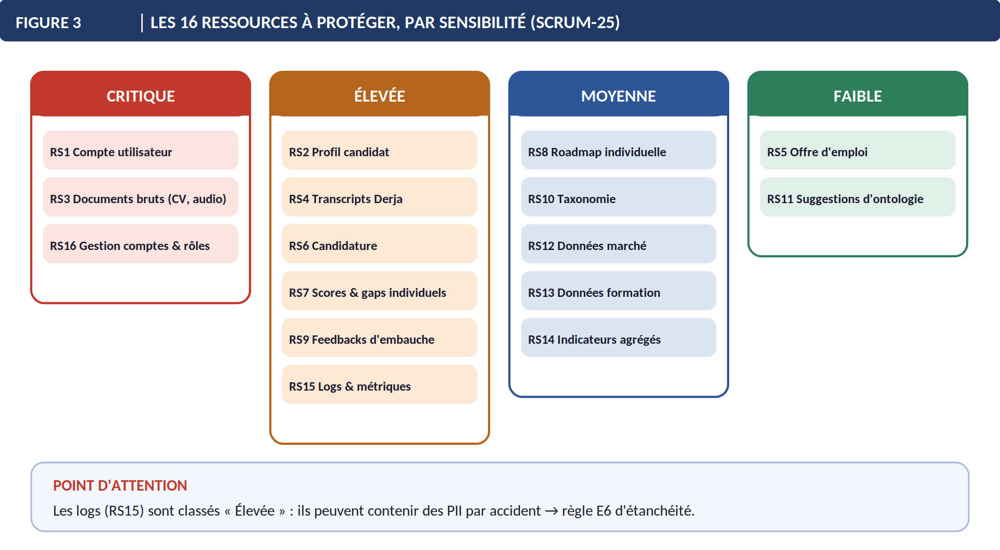 FIGURE 3 | LES 16 RESSOURCES À PROTÉGER, PAR SENSIBILITÉ (SCRUM-25)
CRITIQUE
RS1 Compte utilisateur
RS3 Documents bruts (CV, audio)
RS16 Gestion comptes & rôles
ÉLEVÉE
RS2 Profil candidat
RS4 Transcripts Derja
RS6 Candidature
RS7 Scores & gaps individuels
RS9 Feedbacks d'embauche
RS15 Logs & métriques
MOYENNE
RS8 Roadmap individuelle
RS10 Taxonomie
RS12 Données marché
RS13 Données formation
RS14 Indicateurs agrégés
FAIBLE
RS5 Offre d'emploi
RS11 Suggestions d'ontologie
POINT D'ATTENTION
Les logs (RS15) sont classés « Élevée » : ils peuvent contenir des PII par accident → règle E6 d'étanchéité.